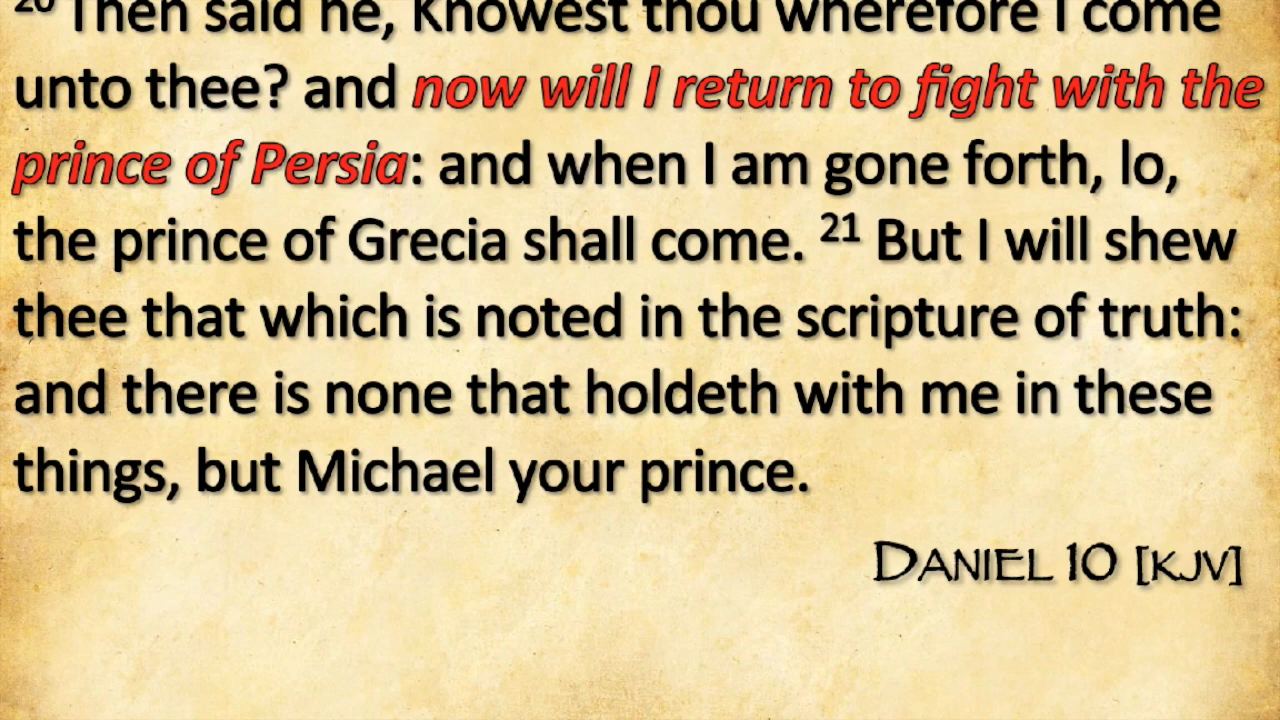 20 Then said he, Knowest thou wherefore I come
unto thee? and now will I return to fight with the
prince of Persia: and when I am gone forth, lo,
the prince of Grecia shall come. 21 But I will shew
thee that which is noted in the scripture of truth:
and there is none that holdeth with me in these
things, but Michael your prince.
DANIEL 10 [KJV]